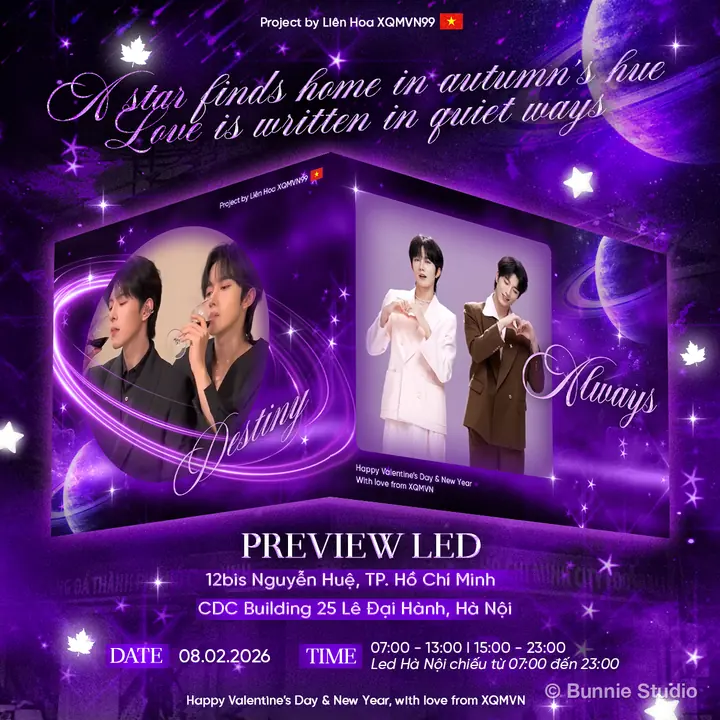 Project by Liên Hoa XQMVN99
A star finds home in autumn's hue
Love is written in quiet ways
Project by Liên Hoa XQMVN99
Destiny
Always
Happy Valentine's Day & New Year
With love from XQMVN
PREVIEW LED
12bis Nguyễn Huệ, TP. Hồ Chí Minh
CDC Building 25 Lê Đại Hành, Hà Nội
DATE 08.02.2026 TIME 07:00 - 13:00 I 15:00 - 23:00
Led Hà Nội chiếu từ 07:00 đến 23:00
© Bunnie Studio
Happy Valentine's Day & New Year, with love from XQMVN